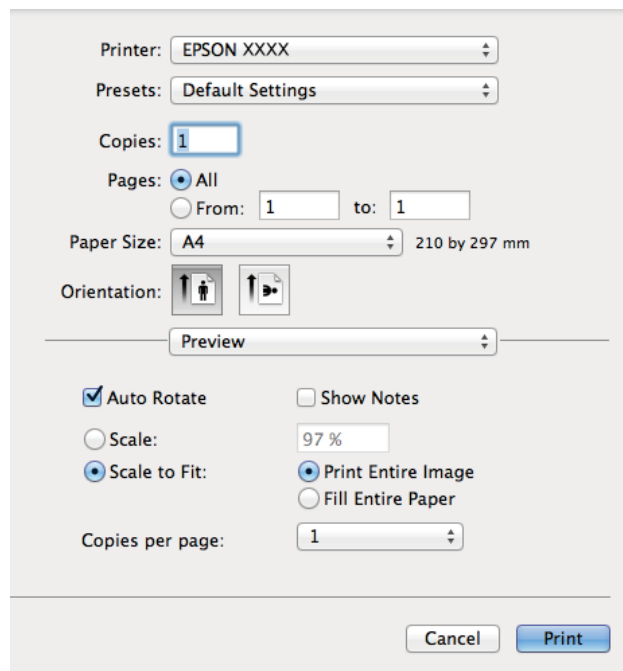 Printer: EPSON XXXX
Presets: Default Settings
Copies: 1
Pages: All
From: 1 to: 1
Paper Size: A4 210 by 297 mm
Orientation:
Preview
Auto Rotate Show Notes
Scale: 97 %
Scale to Fit: Print Entire Image
Fill Entire Paper
Copies per page: 1
Cancel Print